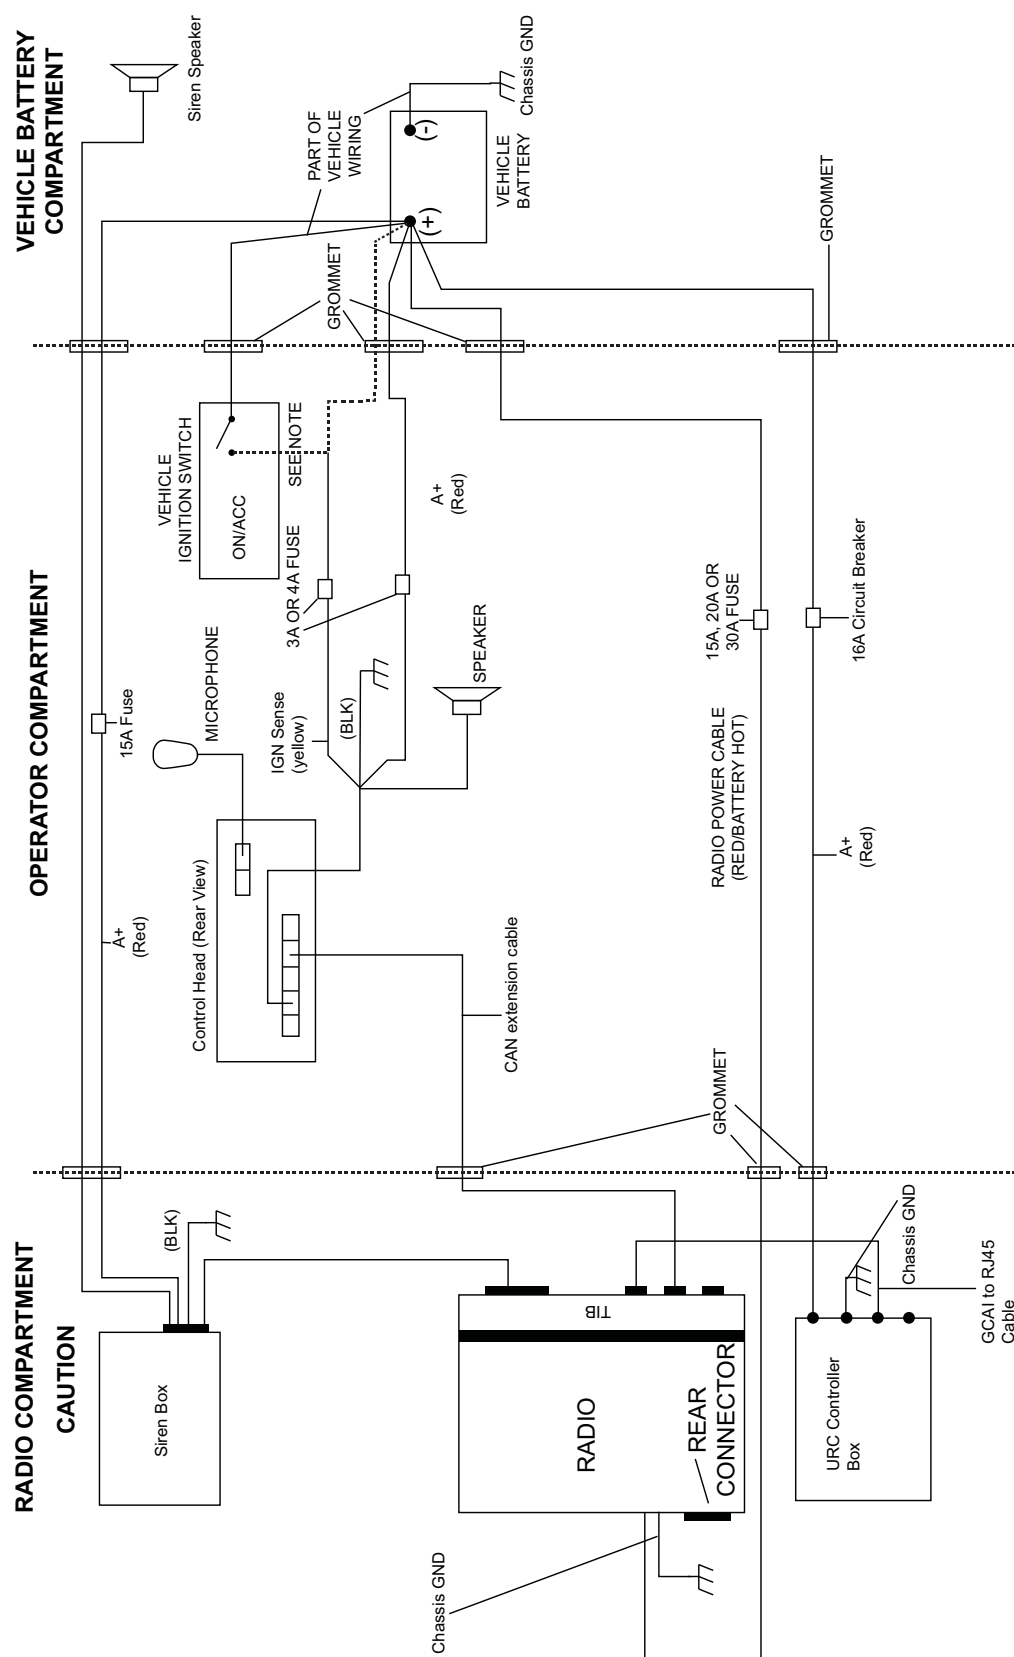 RADIO COMPARTMENT
CAUTION
OPERATOR COMPARTMENT
VEHICLE BATTERY
COMPARTMENT
Siren Speaker
A+
(Red)
15A Fuse
Siren Box
(BLK)
Control Head (Rear View)
MICROPHONE
VEHICLE
IGNITION SWITCH
ON/ACC
SEE NOTE
IGN Sense
(yellow)
(BLK)
3A OR 4A FUSE
GROMMET
PART OF
VEHICLE
WIRING
(+)
(-)
VEHICLE
BATTERY
Chassis GND
A+
(Red)
SPEAKER
CAN extension cable
Chassis GND
RADIO
TIB
REAR
CONNECTOR
GROMMET
RADIO POWER CABLE
(RED/BATTERY HOT)
15A, 20A OR
30A FUSE
GROMMET
URC Controller
Box
Chassis GND
GCAI to RJ45
Cable
A+
(Red)
16A Circuit Breaker